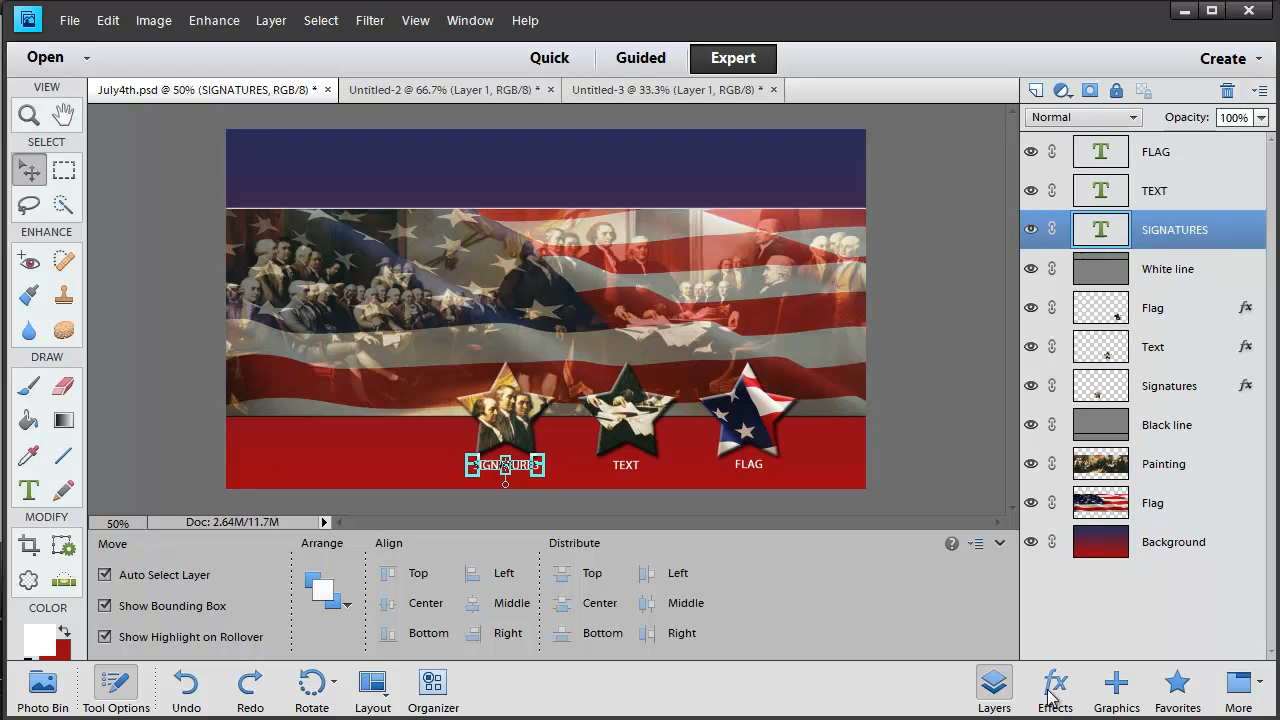 File Edit Image Enhance Layer Select Filter View Window Help
Open Quick Guided Expert Create
VIEW
July4th.psd @ 50% (SIGNATURES, RGB/8) * × Untitled-2 @ 66.7% (Layer 1, RGB/8) * × Untitled-3 @ 33.3% (Layer 1, RGB/8) * ×
Normal Opacity: 100%
SELECT
FLAG
TEXT
SIGNATURES
ENHANCE
White line
Flag
Text
DRAW
Signatures
Black line
SIGNATURES TEXT FLAG
Painting
Flag
MODIFY
50% Doc: 2.64M/11.7M
Background
Move Arrange Align Distribute
Auto Select Layer Top Left Top Left
Show Bounding Box Center Middle Center Middle
COLOR
Show Highlight on Rollover Bottom Right Bottom Right
fx
Photo Bin Tool Options Undo Redo Rotate Layout Organizer Layers Effects Graphics Favorites More